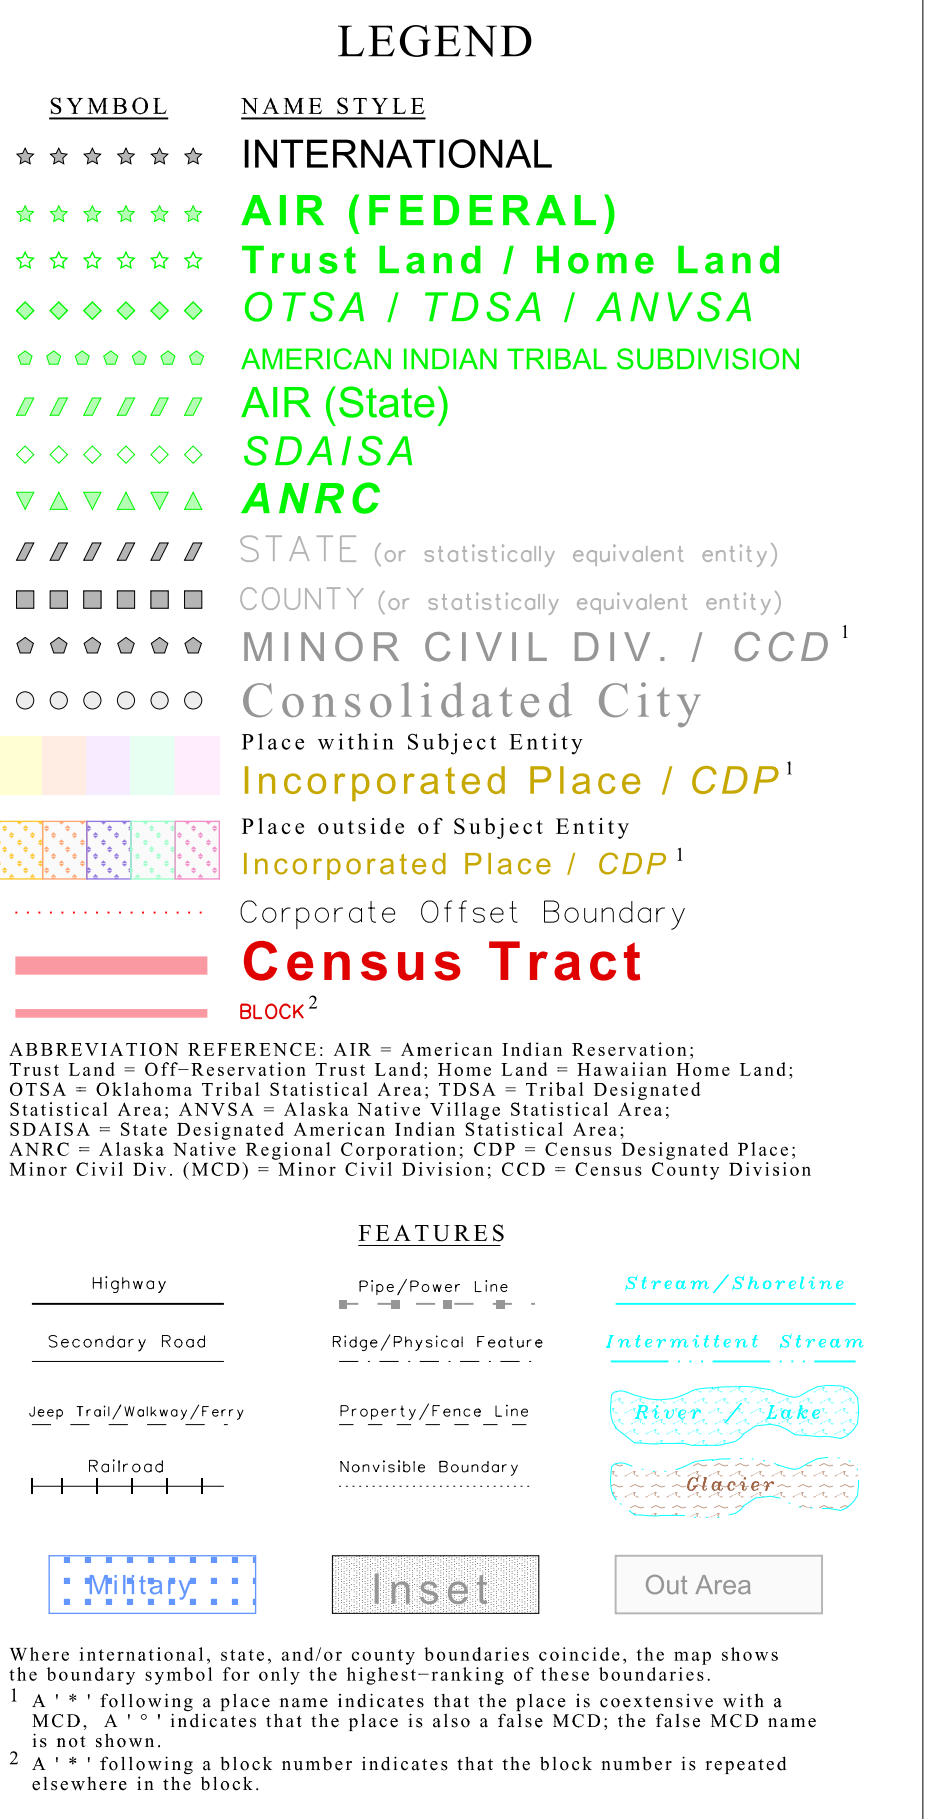 LEGEND
SYMBOL NAME STYLE
INTERNATIONAL
AIR (FEDERAL)
Trust Land / Home Land
OTSA / TDSA / ANVSA
AMERICAN INDIAN TRIBAL SUBDIVISION
AIR (State)
SDAISA
ANRC
STATE (or statistically equivalent entity)
COUNTY (or statistically equivalent entity)
MINOR CIVIL DIV. / CCD 1
Consolidated City
Place within Subject Entity
Incorporated Place / CDP 1
Place outside of Subject Entity
Incorporated Place / CDP 1
Corporate Offset Boundary
Census Tract
BLOCK 2
ABBREVIATION REFERENCE: AIR = American Indian Reservation;
Trust Land = Off−Reservation Trust Land; Home Land = Hawaiian Home Land;
OTSA = Oklahoma Tribal Statistical Area; TDSA = Tribal Designated
Statistical Area; ANVSA = Alaska Native Village Statistical Area;
SDAISA = State Designated American Indian Statistical Area;
ANRC = Alaska Native Regional Corporation; CDP = Census Designated Place;
Minor Civil Div. (MCD) = Minor Civil Division; CCD = Census County Division
FEATURES
Highway
Pipe/Power Line
Stream/Shoreline
Secondary Road
Ridge/Physical Feature
Intermittent Stream
Jeep Trail/Walkway/Ferry
Property/Fence Line
River / Lake
Railroad
Nonvisible Boundary
Glacier
Military
Inset
Out Area
Where international, state, and/or county boundaries coincide, the map shows
the boundary symbol for only the highest−ranking of these boundaries.
1 A ' * ' following a place name indicates that the place is coextensive with a
MCD, A ' ° ' indicates that the place is also a false MCD; the false MCD name
is not shown.
2 A ' * ' following a block number indicates that the block number is repeated
elsewhere in the block.